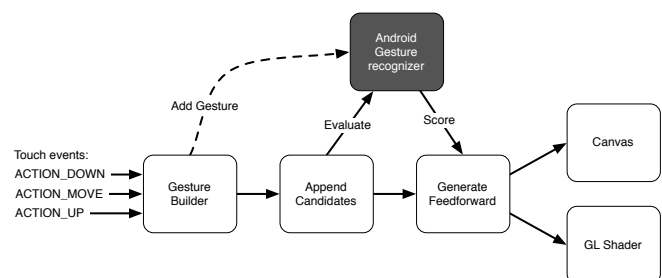 Android
Gesture
recognizer
Add Gesture
Evaluate
Score
Touch events:
ACTION_DOWN
ACTION_MOVE
ACTION_UP
Gesture
Builder
Append
Candidates
Generate
Feedforward
Canvas
GL Shader